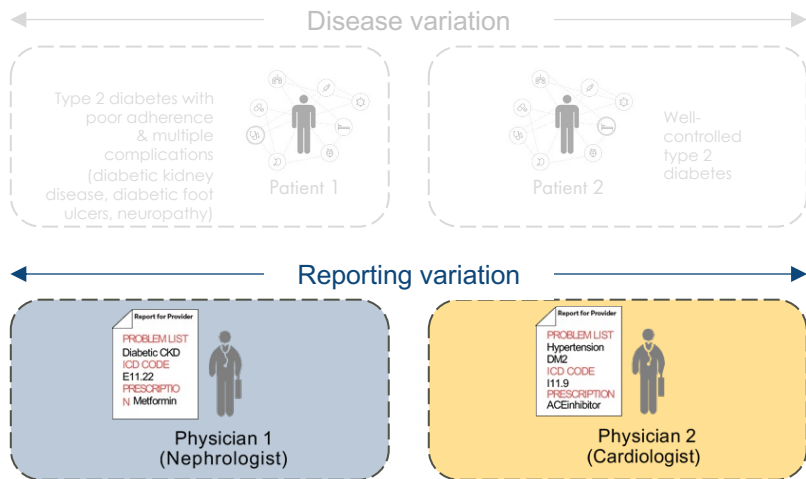 Disease variation
Type 2 diabetes with
poor adherence
& multiple
complications
(diabetic kidney
disease, diabetic foot
ulcers, neuropathy)
Patient 1
Patient 2
Well-
controlled
type 2
diabetes
Reporting variation
Report for Provider
PROBLEM LIST
Diabetic CKD
ICD CODE
E11.22
PRESCRIPTIO
N Metformin
Physician 1
(Nephrologist)
Report for Provider
PROBLEM LIST
Hypertension
DM2
ICD CODE
I11.9
PRESCRIPTION
ACEinhibitor
Physician 2
(Cardiologist)